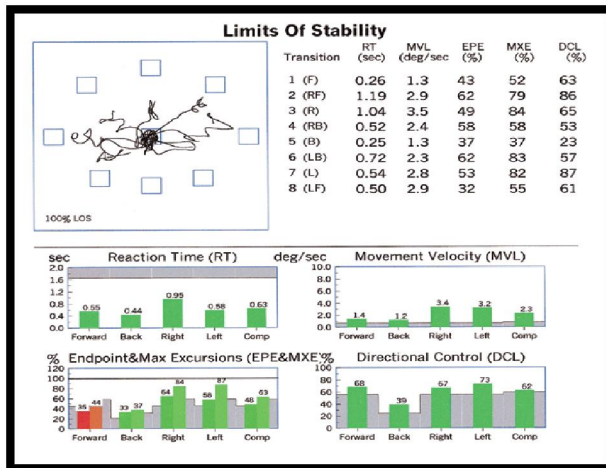 Limits Of Stability
Transition RT (sec) MVL (deg/sec EPE (%) MXE (%) DCL (%)
1 (F) 0.26 1.3 43 52 63
2 (RF) 1.19 2.9 62 79 86
3 (R) 1.04 3.5 49 84 65
4 (RB) 0.52 2.4 58 58 53
5 (B) 0.25 1.3 37 37 23
6 (LB) 0.72 2.3 62 83 57
7 (L) 0.54 2.8 53 82 87
8 (LF) 0.50 2.9 32 55 61
100% LOS
sec Reaction Time (RT)
2.0
1.6
1.2
0.8
0.4
0.0
0.55 0.44 0.95 0.58 0.63
Forward Back Right Left Comp
deg/sec Movement Velocity (MVL)
10.0
8.0
6.0
4.0
2.0
0.0
1.4 1.2 3.4 3.2 2.3
Forward Back Right Left Comp
% Endpoint&Max Excursions (EPE&MXE)
120
100
80
60
40
20
0
35 44 33 37 64 84 58 87 48 63
Forward Back Right Left Comp
% Directional Control (DCL)
100
80
60
40
20
0
68 39 67 73 62
Forward Back Right Left Comp